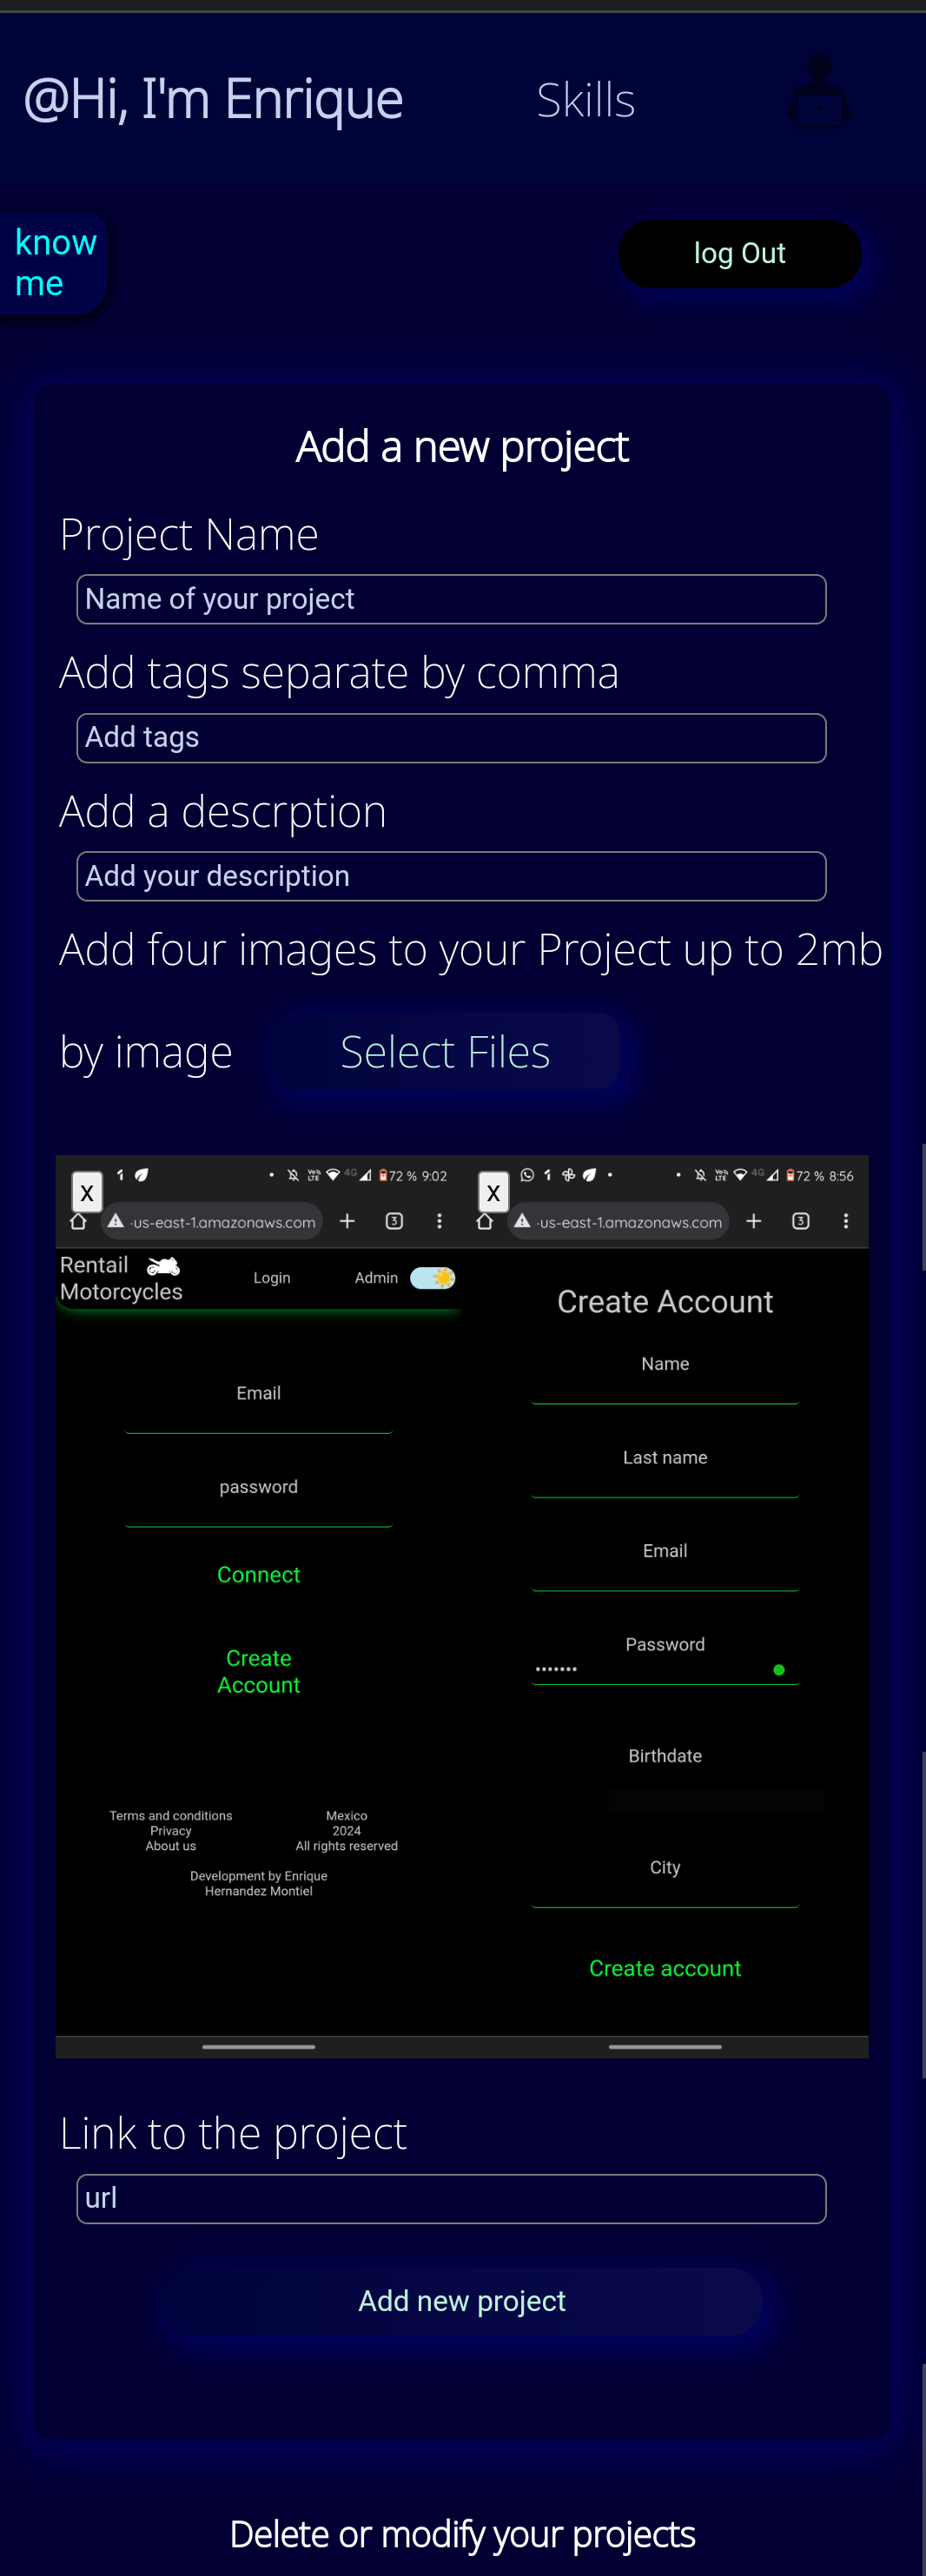 @Hi, I'm Enrique
Skills
know
me
log Out
Add a new project
Project Name
Name of your project
Add tags separate by comma
Add tags
Add a descrption
Add your description
Add four images to your Project up to 2mb
by image
Select Files
X
72 % 9:02
·us-east-1.amazonaws.com
3
Rentail
Motorcycles
Login
Admin
Email
password
Connect
Create
Account
Terms and conditions
Privacy
About us
Mexico
2024
All rights reserved
Development by Enrique
Hernandez Montiel
X
4G
72 % 8:56
·us-east-1.amazonaws.com
3
Create Account
Name
Last name
Email
Password
•••••••
Birthdate
City
Create account
Link to the project
url
Add new project
Delete or modify your projects